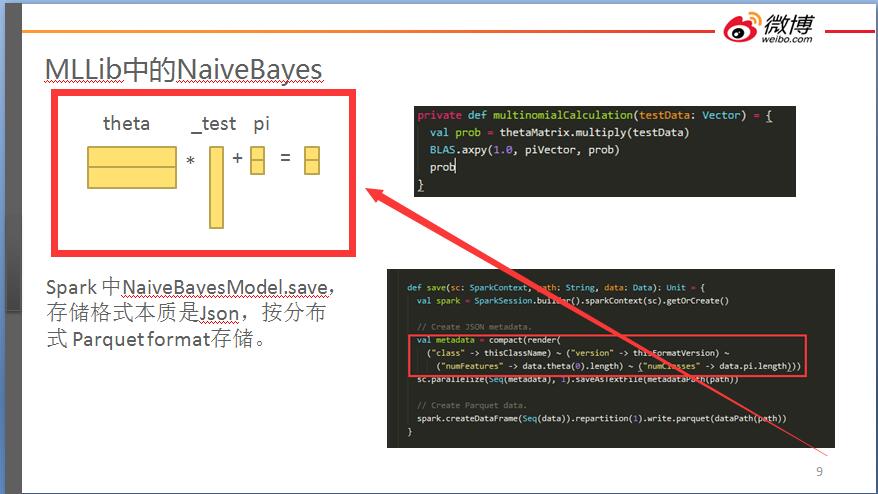 微博
weibo.com
MLLib中的NaiveBayes
theta _test pi
* + =
private def multinomialCalculation(testData: Vector) = {
val prob = thetaMatrix.multiply(testData)
BLAS.axpy(1.0, piVector, prob)
prob
}
Spark 中NaiveBayesModel.save，
存储格式本质是Json，按分布
式 Parquet format存储。
def save(sc: SparkContext, path: String, data: Data): Unit = {
val spark = SparkSession.builder().sparkContext(sc).getOrCreate()
// Create JSON metadata.
val metadata = compact(render(
("class" -> thisClassName) ~ ("version" -> thisFormatVersion) ~
("numFeatures" -> data.theta(0).length) ~ ("numClasses" -> data.pi.length)))
sc.parallelize(Seq(metadata), 1).saveAsTextFile(metadataPath(path))
// Create Parquet data.
spark.createDataFrame(Seq(data)).repartition(1).write.parquet(dataPath(path))
}
9